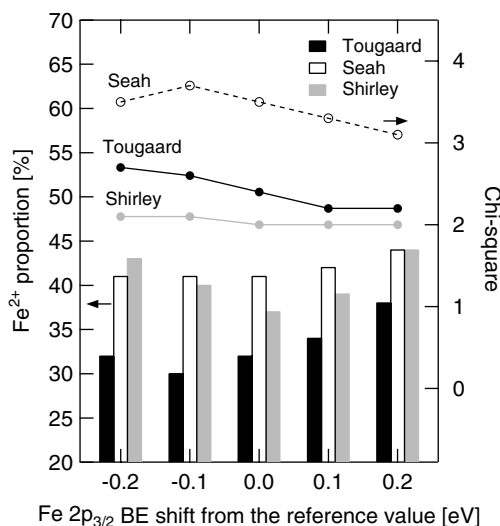 70
65
60
55
50
45
40
35
30
25
20
Fe2+ proportion [%]
Tougaard
Seah
Shirley
Seah
Tougaard
Shirley
4
3
2
1
0
Chi-square
-0.2 -0.1 0.0 0.1 0.2
Fe 2p3/2 BE shift from the reference value [eV]